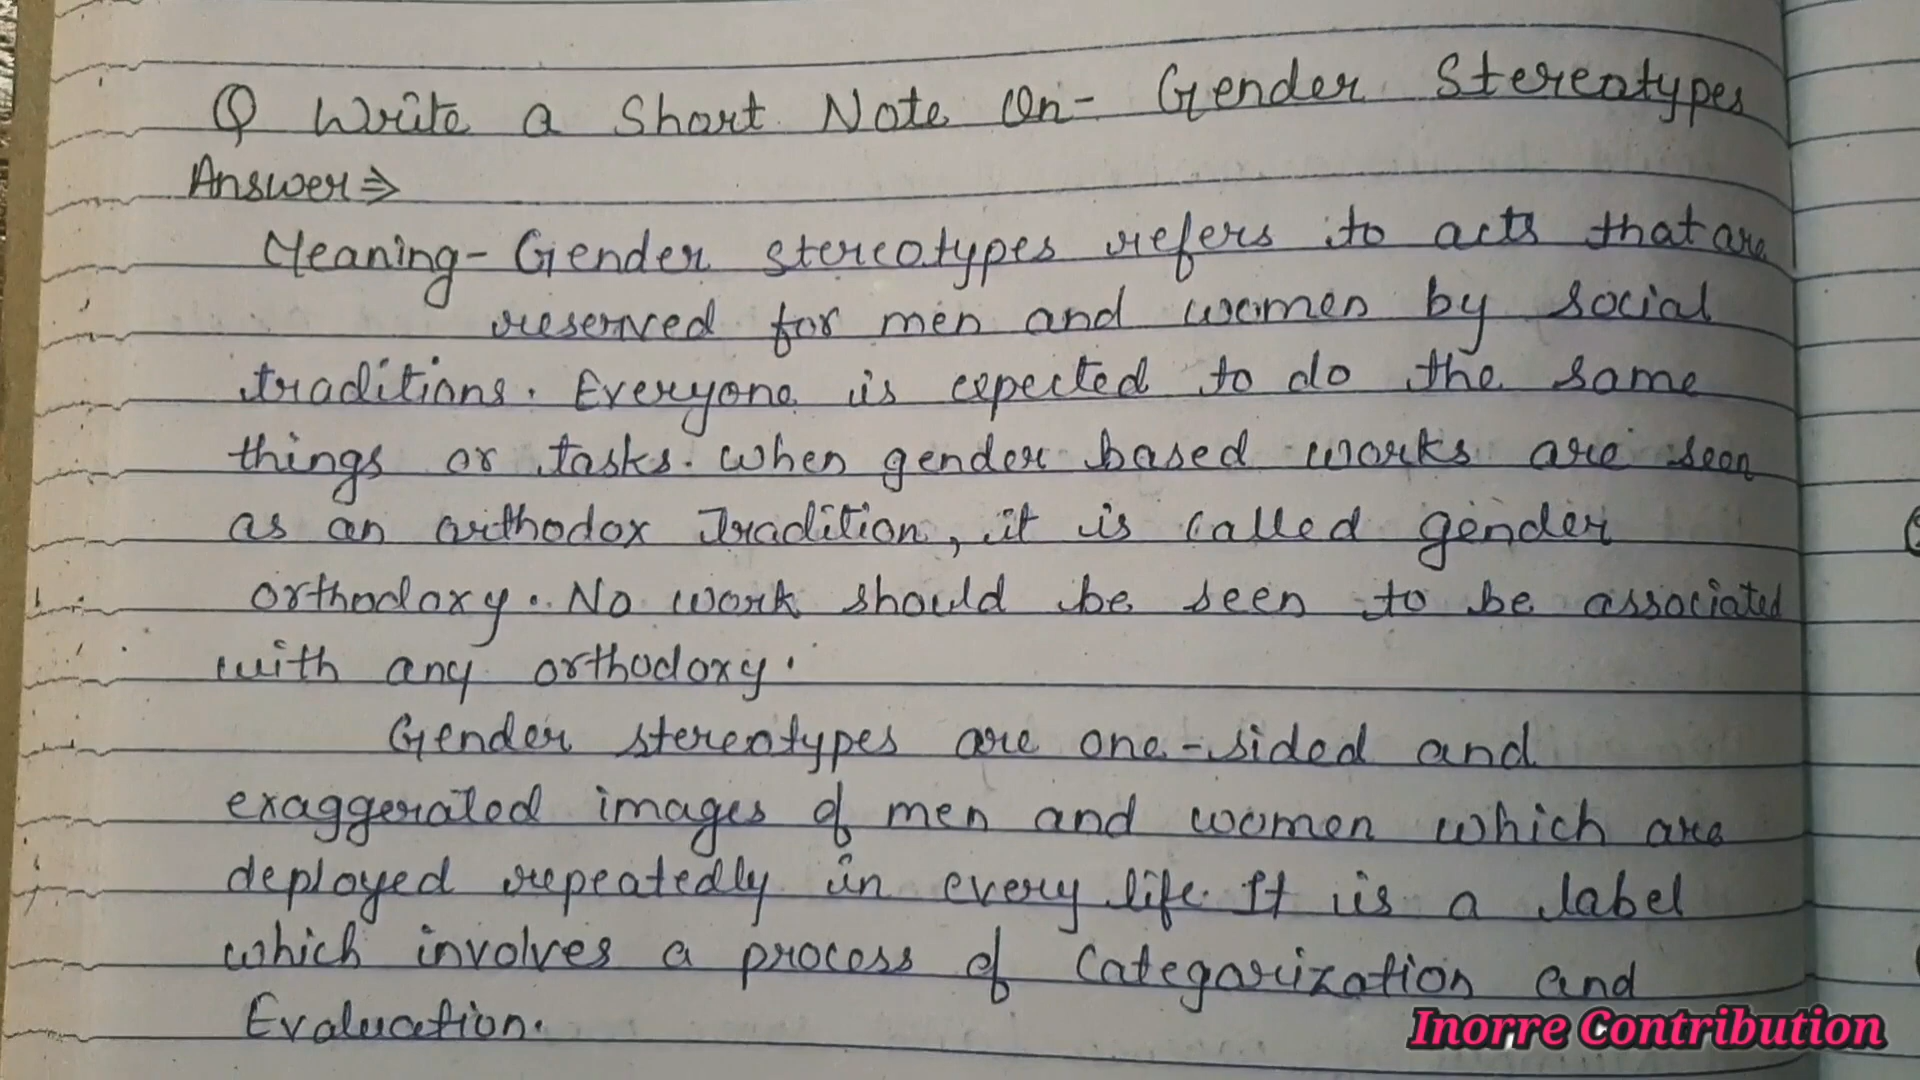 Q Write a Short Note On- Gender Stereotypes
Answer⇒
Meaning- Gender stereotypes refers to acts that are
reserved for men and women by social
traditions. Everyone is expected to do the same
things or tasks. When gender based works are seen
as an orthodox Tradition, it is called gender
orthodoxy. No work should be seen to be associated
with any orthodoxy.
Gender stereotypes are one-sided and
exaggerated images of men and women which are
deployed repeatedly in every life. It is a label
which involves a process of Categorization and
Evaluation.
Inorre Contribution